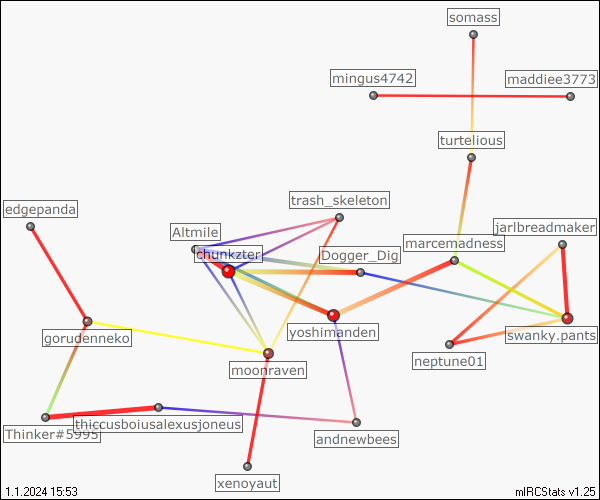 somass
mingus4742
maddiee3773
turtelious
trash_skeleton
edgepanda
jarlbreadmaker
Altmile
marcemadness
chunkzter
Dogger_Dig
yoshimanden
swanky.pants
gorudenneko
neptune01
moonraven
thiccusboiusalexusjoneus
Thinker#5995
andnewbees
xenoyaut
1.1.2024 15:53
mIRCStats v1.25